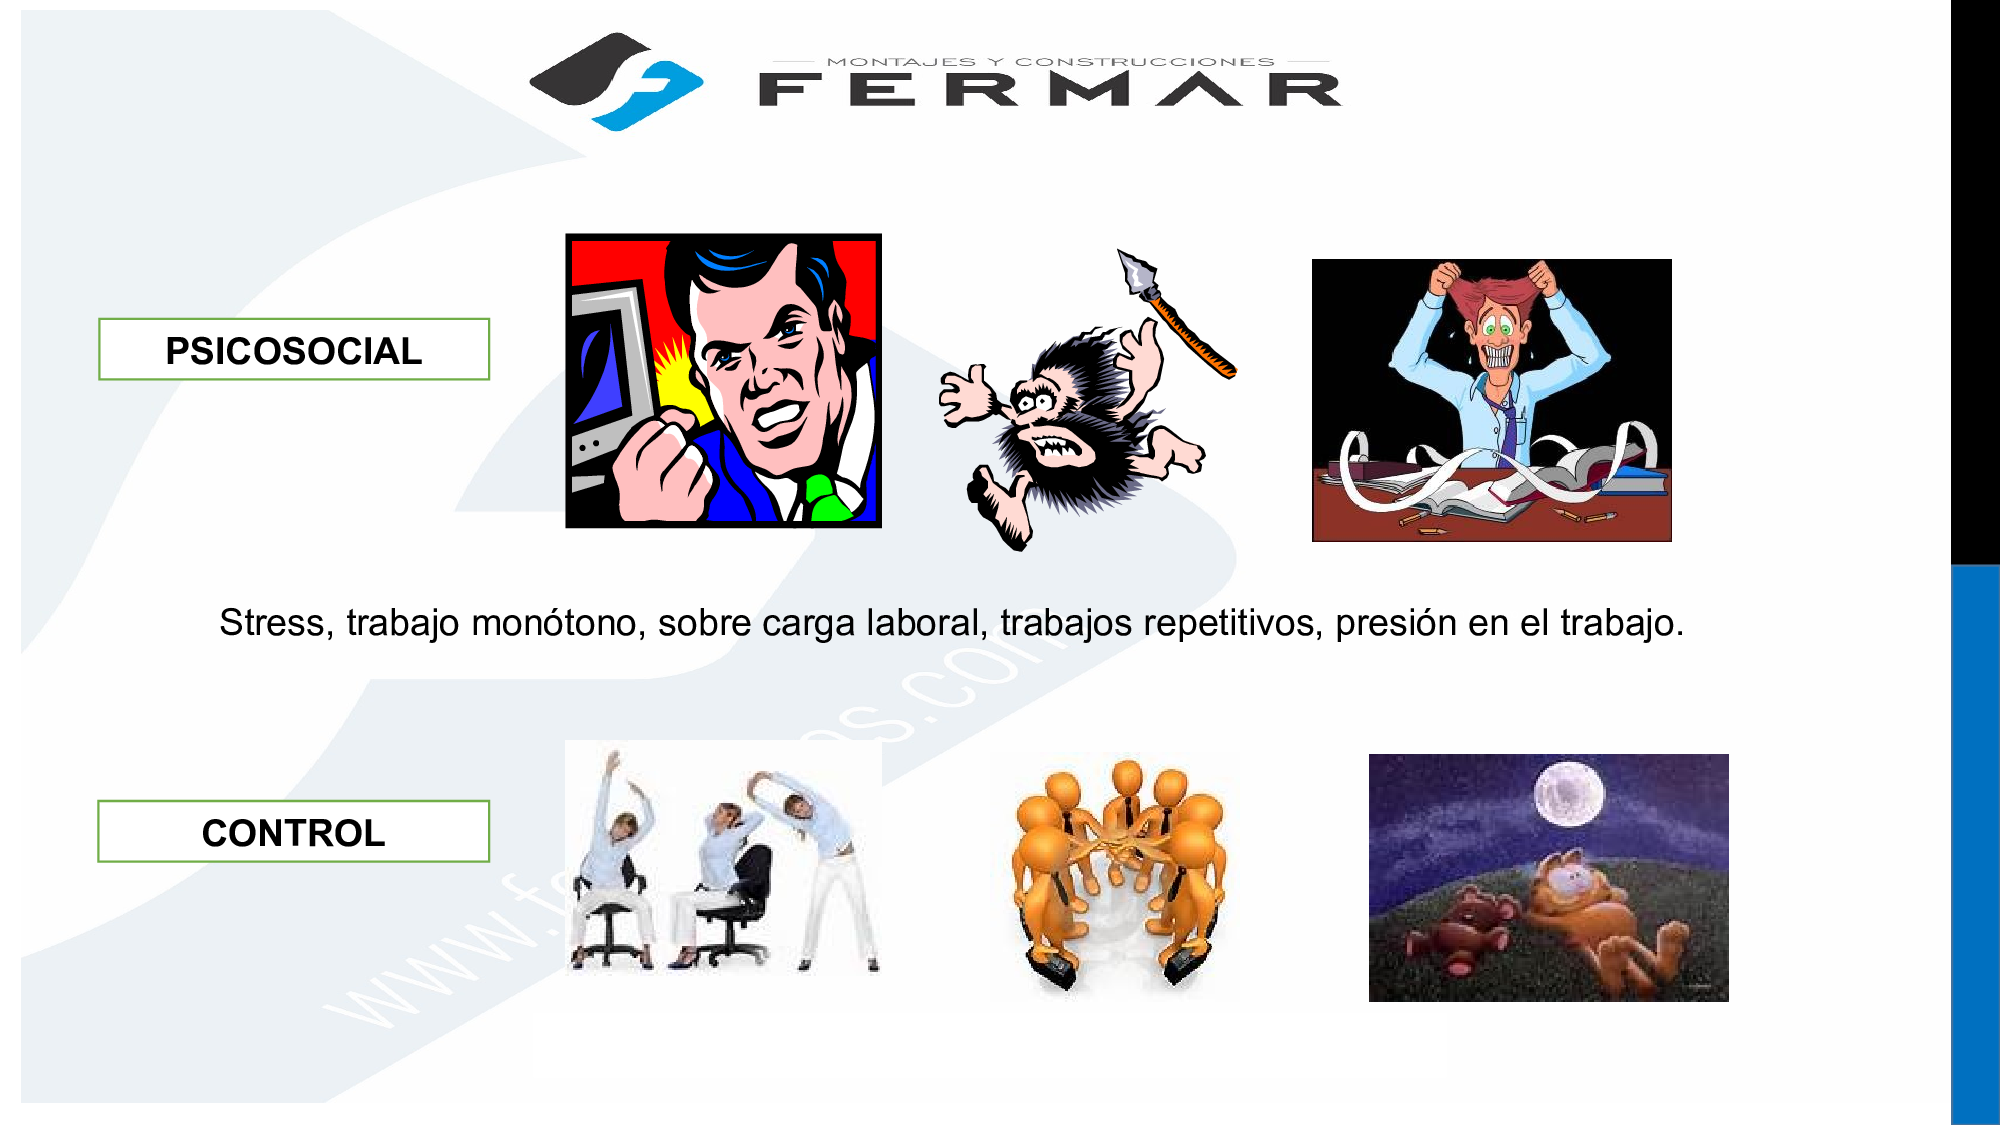 MONTAJES Y CONSTRUCCIONES
FERMAR
PSICOSOCIAL
Stress, trabajo monótono, sobre carga laboral, trabajos repetitivos, presión en el trabajo.
CONTROL